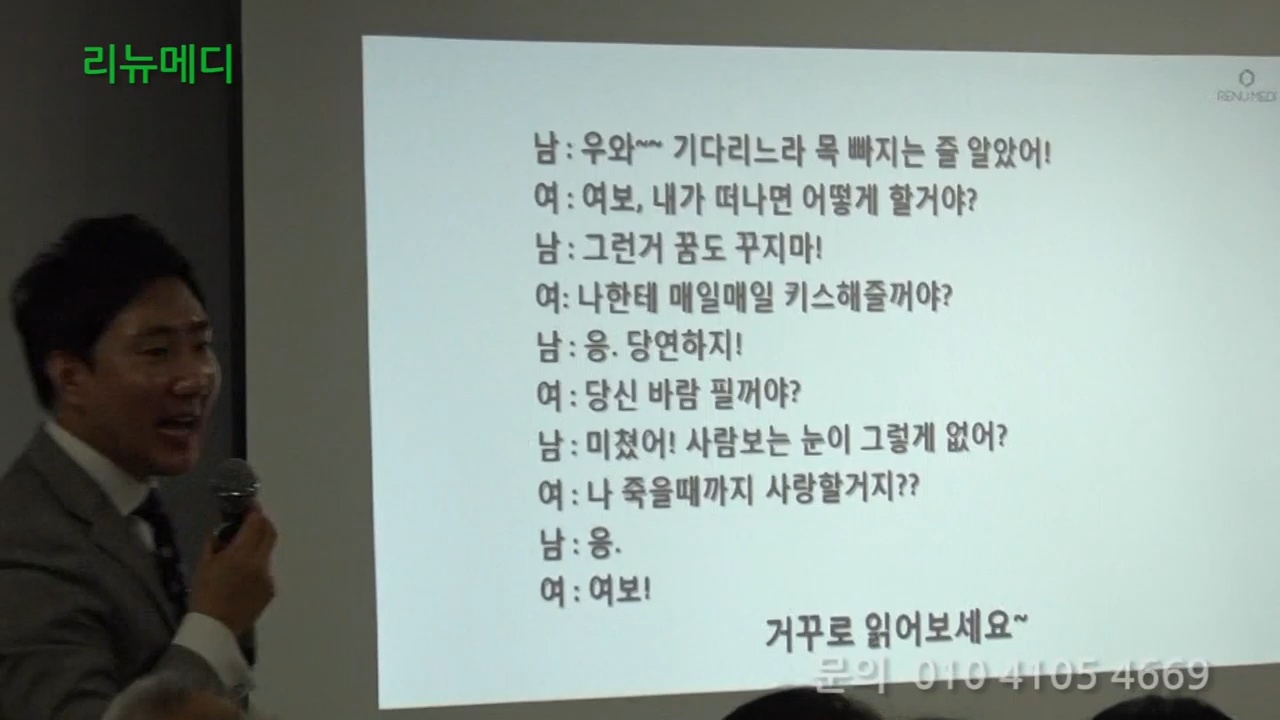 리뉴메디
RENU MEDI
남 : 우와~~ 기다리느라 목 빠지는 줄 알았어!
여 : 여보, 내가 떠나면 어떻게 할거야?
남 : 그런거 꿈도 꾸지마!
여: 나한테 매일매일 키스해줄꺼야?
남 : 응. 당연하지!
여 : 당신 바람 필꺼야?
남 : 미쳤어! 사람보는 눈이 그렇게 없어?
여 : 나 죽을때까지 사랑할거지??
남 : 응.
여 : 여보!
거꾸로 읽어보세요~
문의 010 4105 4669